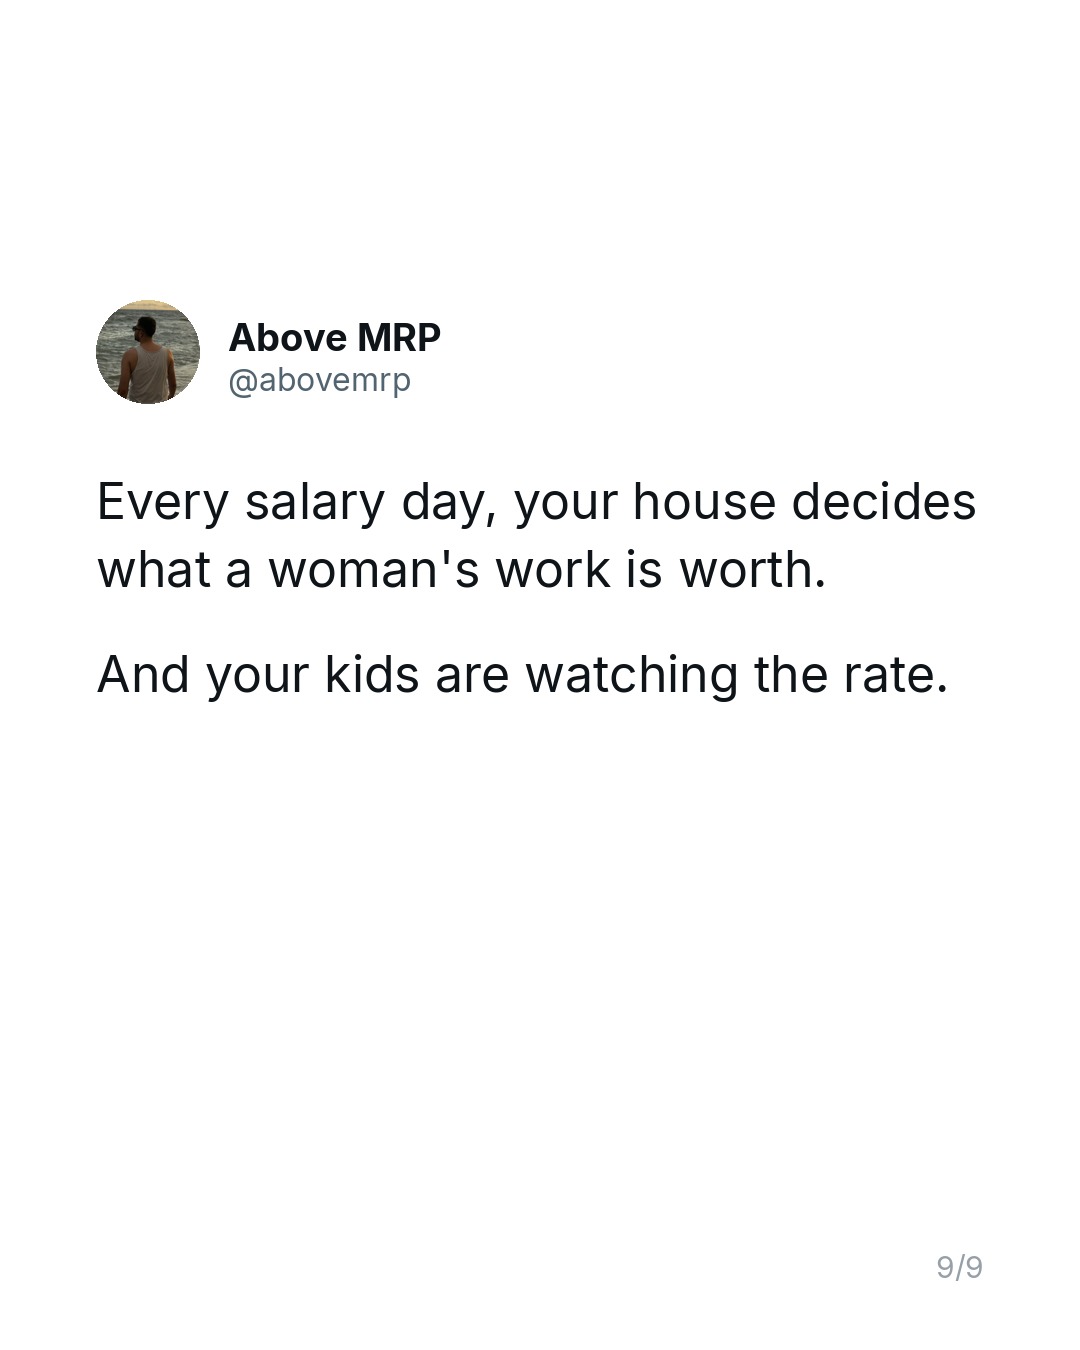 Above MRP
@abovemrp
Every salary day, your house decides
what a woman's work is worth.
And your kids are watching the rate.
9/9